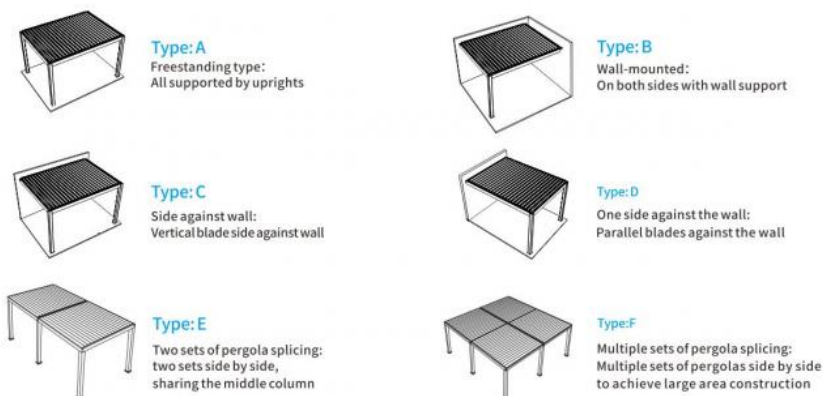 Type:A
Freestanding type:
All supported by uprights
Type:B
Wall-mounted:
On both sides with wall support
Type:C
Side against wall:
Vertical blade side against wall
Type:D
One side against the wall:
Parallel blades against the wall
Type:E
Two sets of pergola splicing:
two sets side by side,
sharing the middle column
Type:F
Multiple sets of pergola splicing:
Multiple sets of pergolas side by side
to achieve large area construction